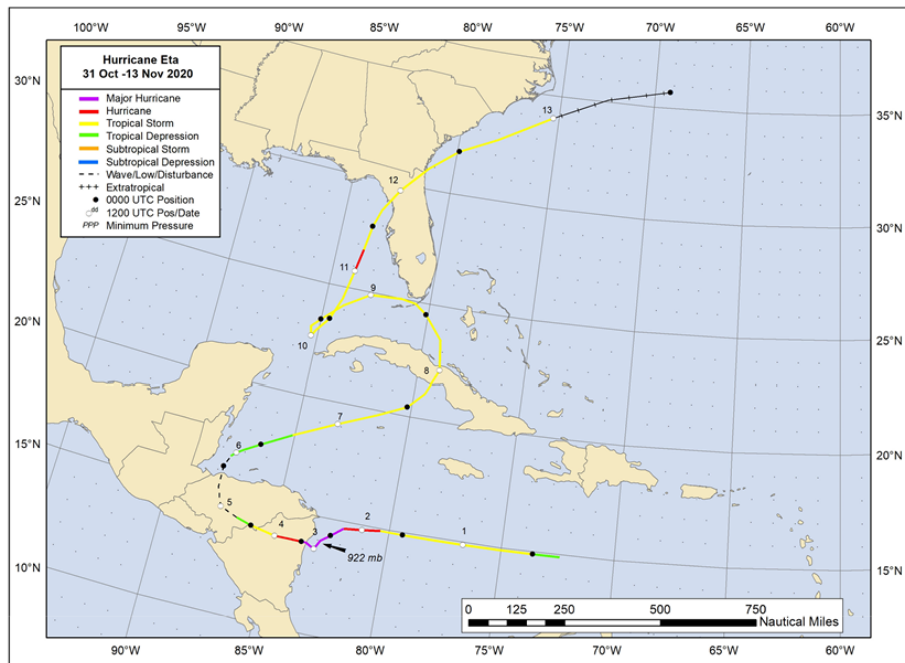 100°W 95°W 90°W 85°W 80°W 75°W 70°W 65°W 60°W
Hurricane Eta
31 Oct -13 Nov 2020
Major Hurricane
Hurricane
Tropical Storm
Tropical Depression
Subtropical Storm
Subtropical Depression
Wave/Low/Disturbance
Extratropical
0000 UTC Position
dd 1200 UTC Pos/Date
PPP Minimum Pressure
30°N
25°N
20°N
15°N
10°N
35°N
30°N
25°N
20°N
15°N
13
12
11
9
10
8
7
6
5
4
3
2
1
922 mb
0 125 250 500 750
Nautical Miles
90°W 85°W 80°W 75°W 70°W 65°W 60°W